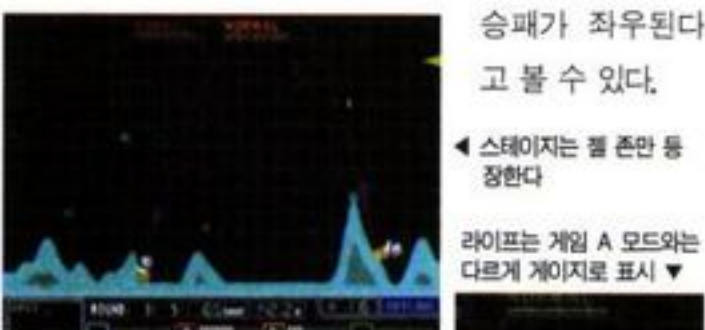 승패가 좌우된다
고 볼 수 있다.
◀ 스테이지는 젤 존만 등
장한다
라이프는 게임 A 모드와는
다르게 게이지로 표시 ▼
NORMAL
ROUND